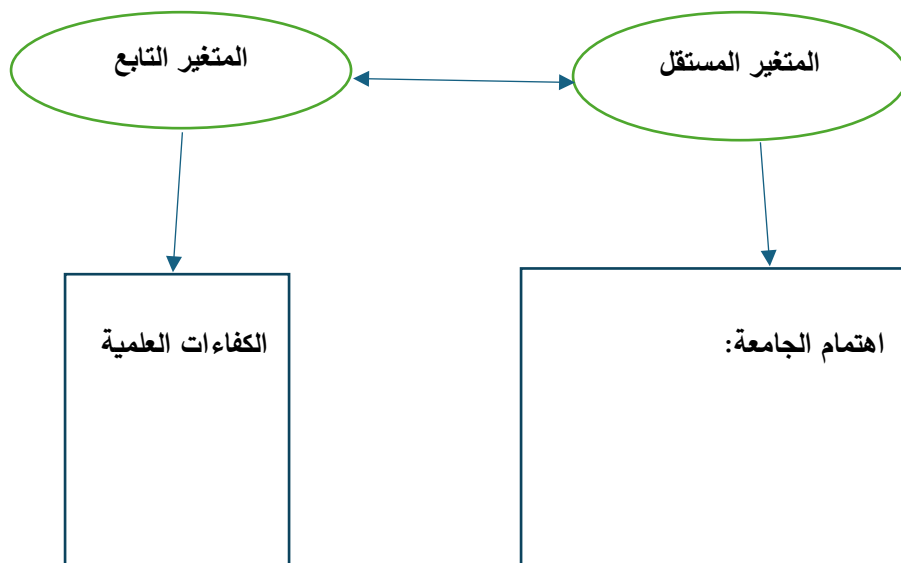 المتغير المستقل
المتغير التابع
اهتمام الجامعة:
الكفاءات العلمية